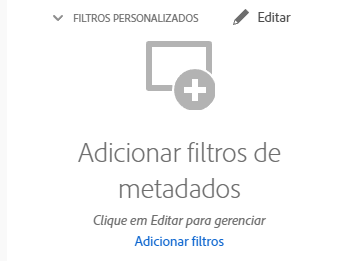 FILTROS PERSONALIZADOS Editar
Adicionar filtros de
metadados
Clique em Editar para gerenciar
Adicionar filtros